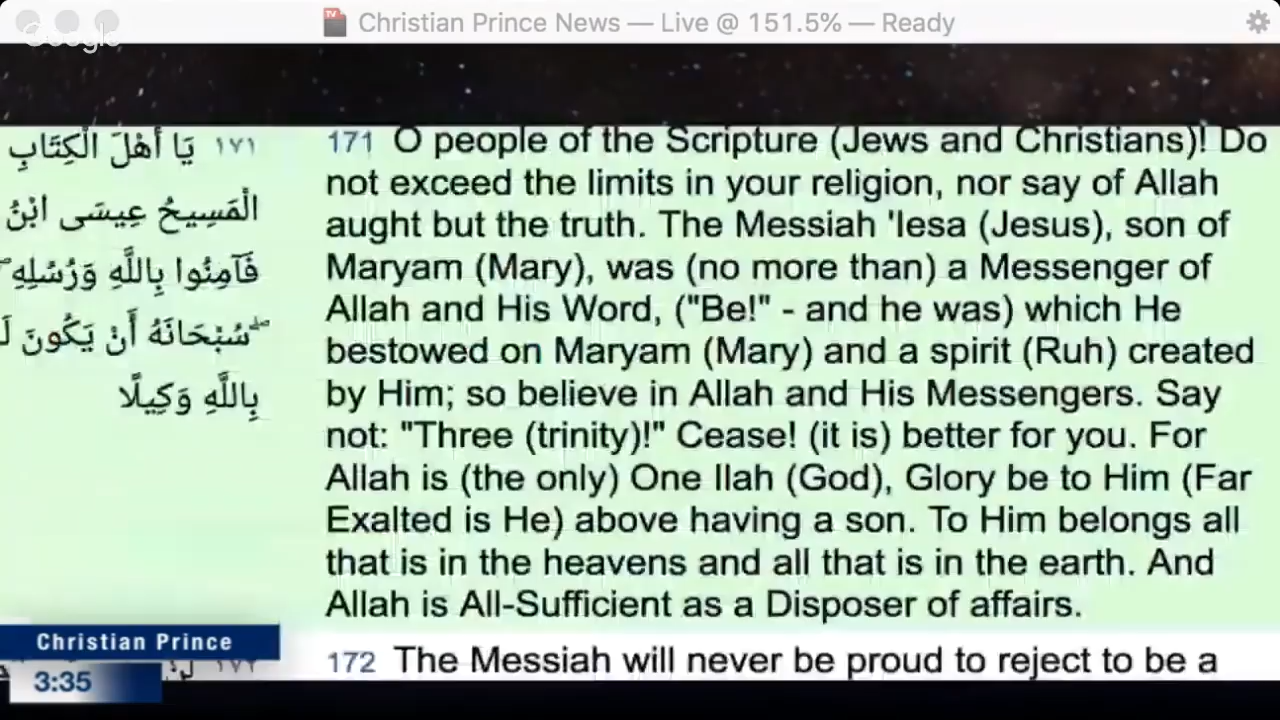 Christian Prince News — Live @ 151.5% — Ready
Google
١٧١ يَا أَهْلَ الْكِتَابِ
الْمَسِيحُ عِيسَى ابْنُ
فَآمِنُوا بِاللَّهِ وَرُسُلِهِ ۖ
ۖ سُبْحَانَهُ أَنْ يَكُونَ
بِاللَّهِ وَكِيلًا
171 O people of the Scripture (Jews and Christians)! Do
not exceed the limits in your religion, nor say of Allah
aught but the truth. The Messiah 'Iesa (Jesus), son of
Maryam (Mary), was (no more than) a Messenger of
Allah and His Word, ("Be!" - and he was) which He
bestowed on Maryam (Mary) and a spirit (Ruh) created
by Him; so believe in Allah and His Messengers. Say
not: "Three (trinity)!" Cease! (it is) better for you. For
Allah is (the only) One Ilah (God), Glory be to Him (Far
Exalted is He) above having a son. To Him belongs all
that is in the heavens and all that is in the earth. And
Allah is All-Sufficient as a Disposer of affairs.
Christian Prince
172 The Messiah will never be proud to reject to be a
3:35